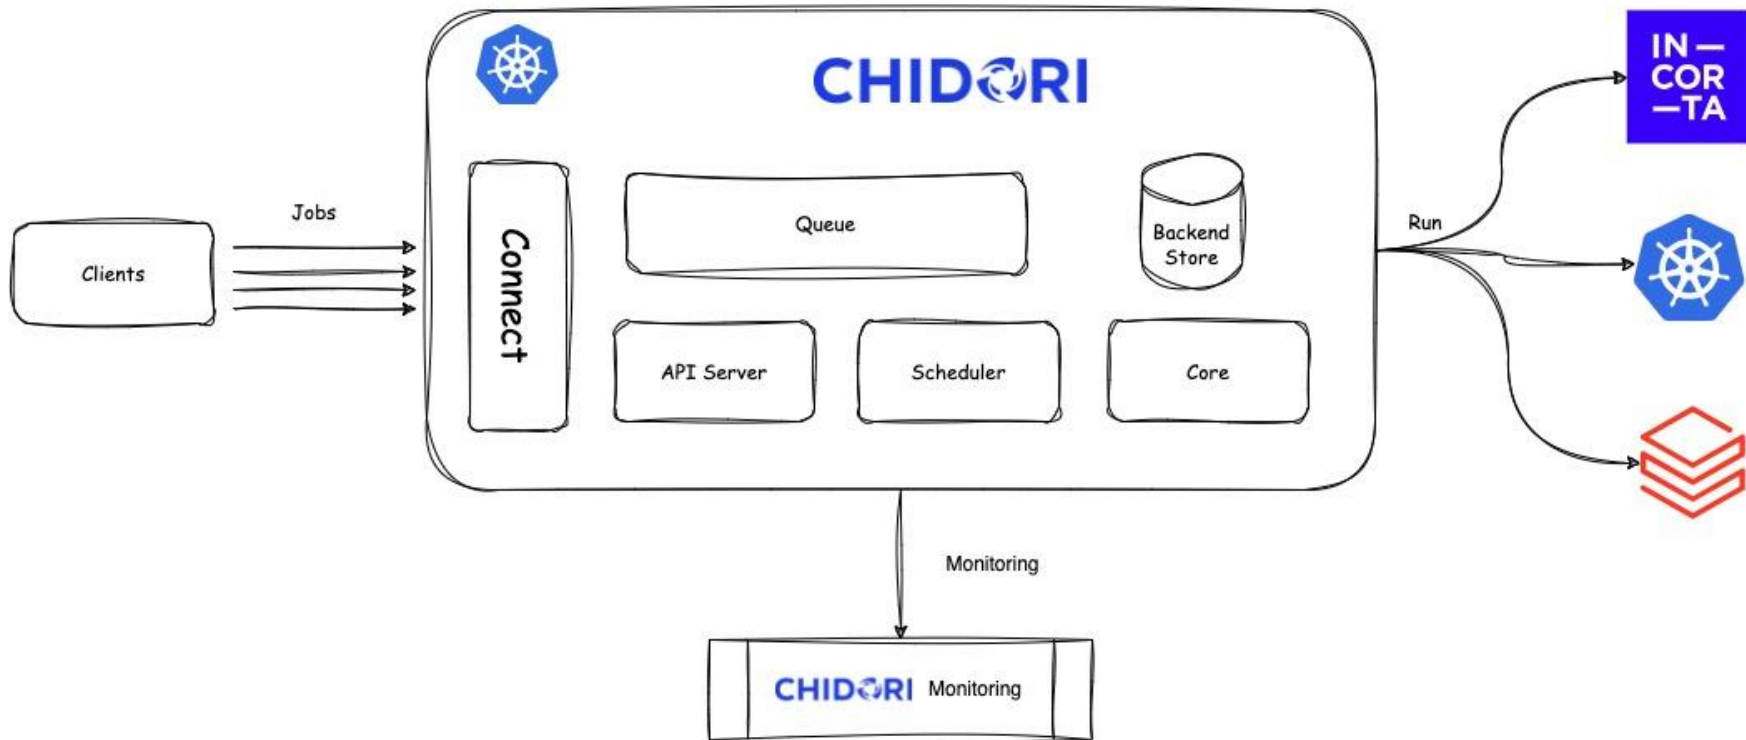 CHIDORI
IN—
COR
—TA
Jobs
Clients
Connect
Queue
Backend
Store
Run
API Server
Scheduler
Core
Monitoring
CHIDORI Monitoring